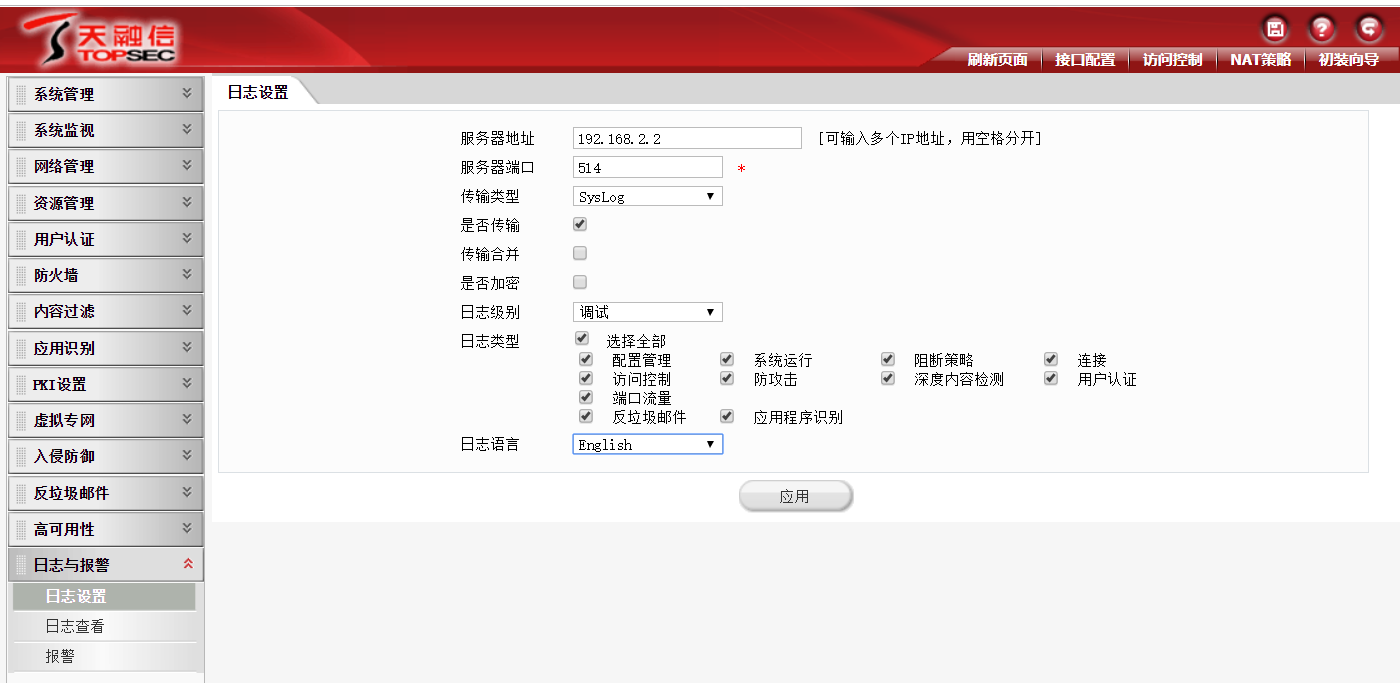 天融信
TOPSEC
刷新页面 接口配置 访问控制 NAT策略 初装向导
系统管理
系统监视
网络管理
资源管理
用户认证
防火墙
内容过滤
应用识别
PKI设置
虚拟专网
入侵防御
反垃圾邮件
高可用性
日志与报警
日志设置
日志查看
报警
日志设置
服务器地址 192.168.2.2 [可输入多个IP地址，用空格分开]
服务器端口 514 *
传输类型 SysLog
是否传输
传输合并
是否加密
日志级别 调试
日志类型 选择全部
配置管理 系统运行 阻断策略 连接
访问控制 防攻击 深度内容检测 用户认证
端口流量
反垃圾邮件 应用程序识别
日志语言 English
应用